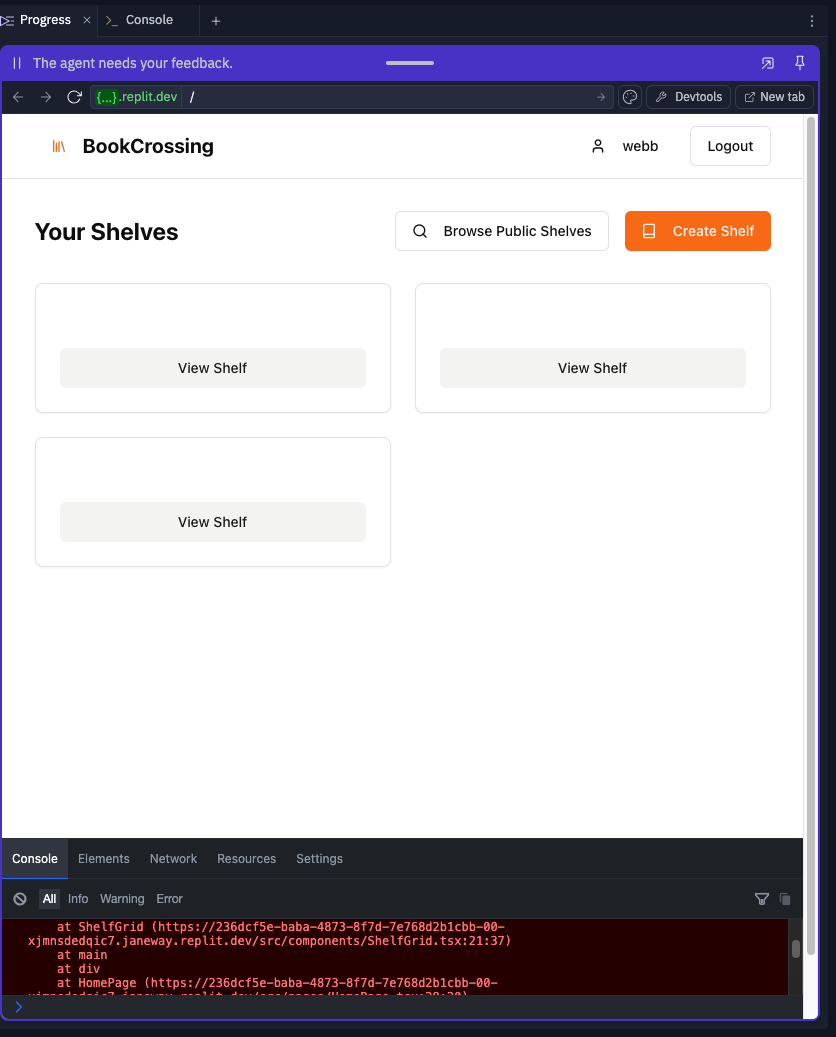 Progress
Console
The agent needs your feedback.
{...}.replit.dev /
Devtools
New tab
BookCrossing
webb
Logout
Your Shelves
Browse Public Shelves
Create Shelf
View Shelf
View Shelf
View Shelf
Console Elements Network Resources Settings
All Info Warning Error
at ShelfGrid (https://236dcf5e-baba-4873-8f7d-7e768d2b1cbb-00-
xjmnsdedqic7.janeway.replit.dev/src/components/ShelfGrid.tsx:21:37)
at main
at div
at HomePage (https://236dcf5e-baba-4873-8f7d-7e768d2b1cbb-00-